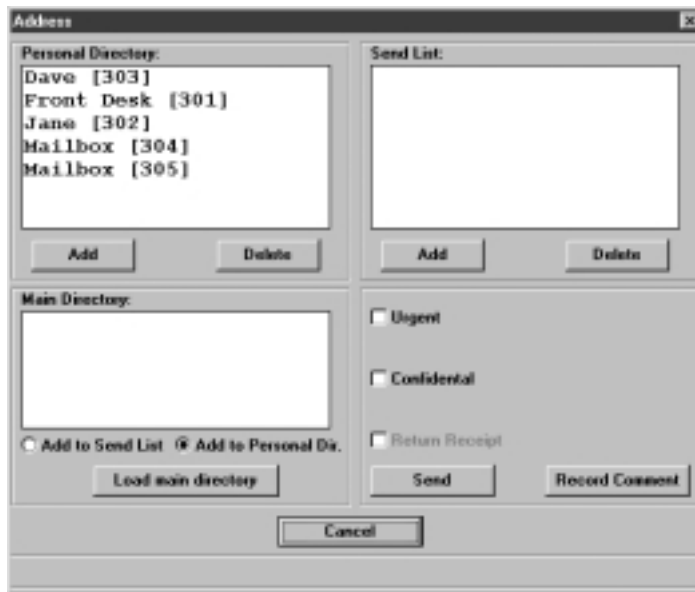 Address
Personal Directory:
Dave [303]
Front Desk [301]
Jane [302]
Mailbox [304]
Mailbox [305]
Add Delete
Send List:
Add Delete
Main Directory:
Add to Send List Add to Personal Dir.
Load main directory
Urgent
Confidental
Return Receipt
Send Record Comment
Cancel